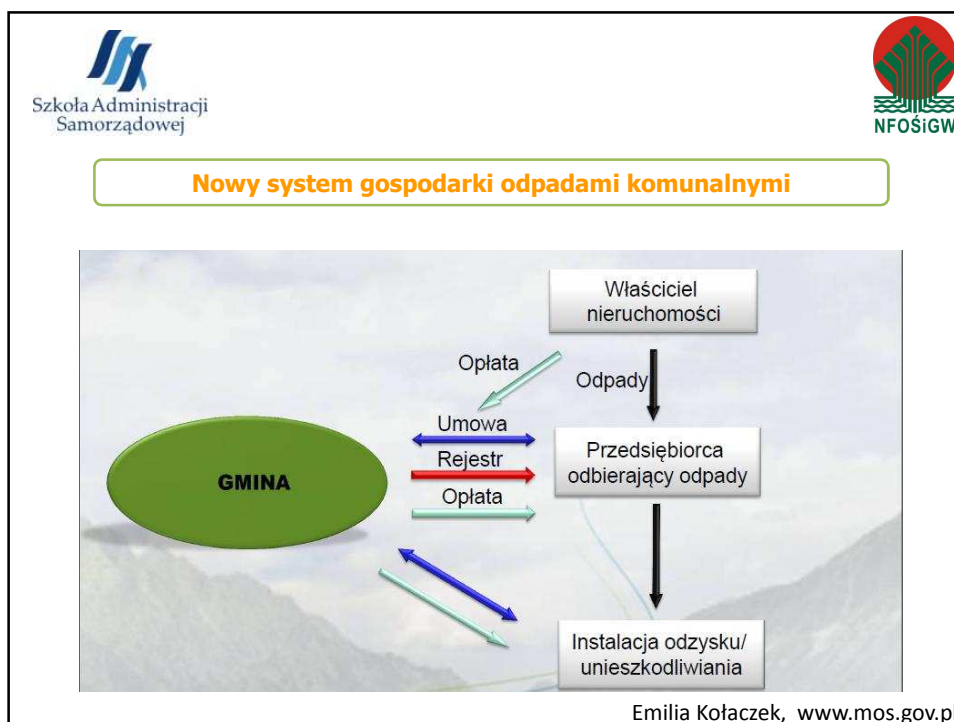 Szkoła Administracji
Samorządowej
NFOŚiGW
Nowy system gospodarki odpadami komunalnymi
Właściciel
nieruchomości
Opłata
Odpady
Umowa
Rejestr
Opłata
GMINA
Przedsiębiorca
odbierający odpady
Instalacja odzysku/
unieszkodliwiania
Emilia Kołaczek, www.mos.gov.pl